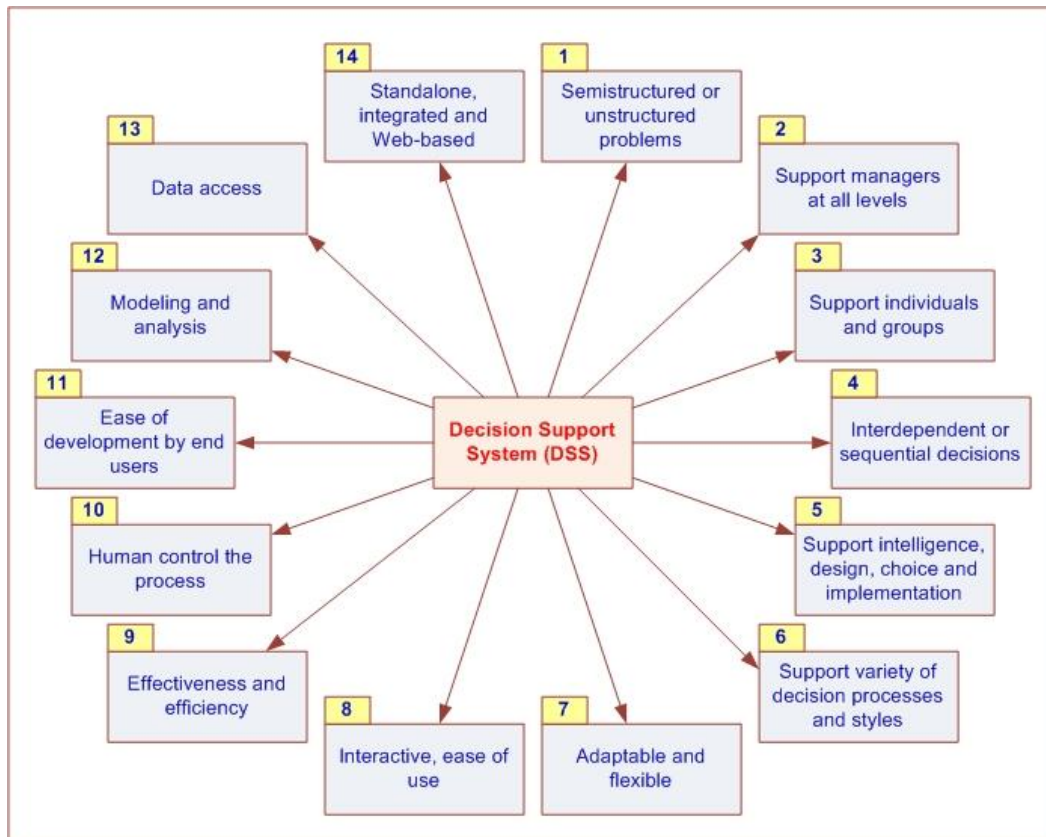 14
Standalone,
integrated and
Web-based
1
Semistructured or
unstructured
problems
2
Support managers
at all levels
3
Support individuals
and groups
4
Interdependent or
sequential decisions
5
Support intelligence,
design, choice and
implementation
6
Support variety of
decision processes
and styles
7
Adaptable and
flexible
8
Interactive, ease of
use
9
Effectiveness and
efficiency
10
Human control the
process
11
Ease of
development by end
users
12
Modeling and
analysis
13
Data access
Decision Support
System (DSS)